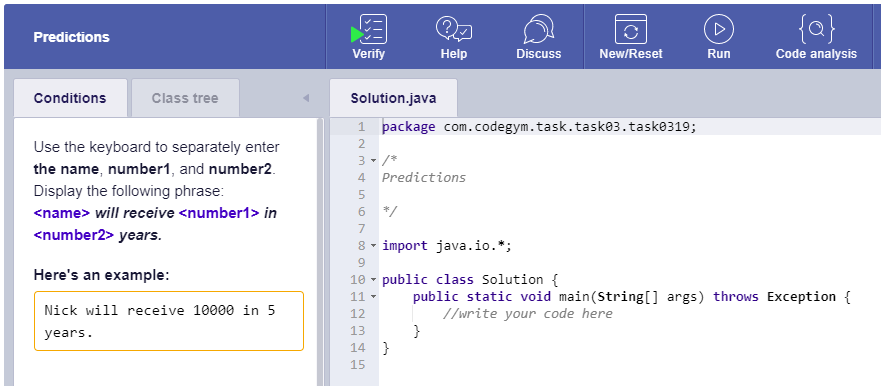 Predictions
Verify
Help
Discuss
New/Reset
Run
Code analysis
Conditions
Class tree
Use the keyboard to separately enter
the name, number1, and number2.
Display the following phrase:
<name> will receive <number1> in
<number2> years.
Here's an example:
Nick will receive 10000 in 5
years.
Solution.java
1 package com.codegym.task.task03.task0319;
2
3 /*
4 Predictions
5
6 */
7
8 import java.io.*;
9
10 public class Solution {
11     public static void main(String[] args) throws Exception {
12         //write your code here
13     }
14 }
15